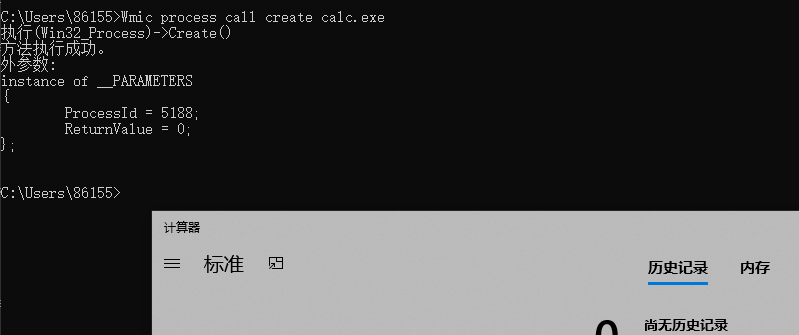 C:\Users\86155>Wmic process call create calc.exe
执行(Win32_Process)->Create()
方法执行成功。
外参数:
instance of __PARAMETERS
{
        ProcessId = 5188;
        ReturnValue = 0;
};
C:\Users\86155>
计算器
标准
历史记录 内存
0
尚无历史记录